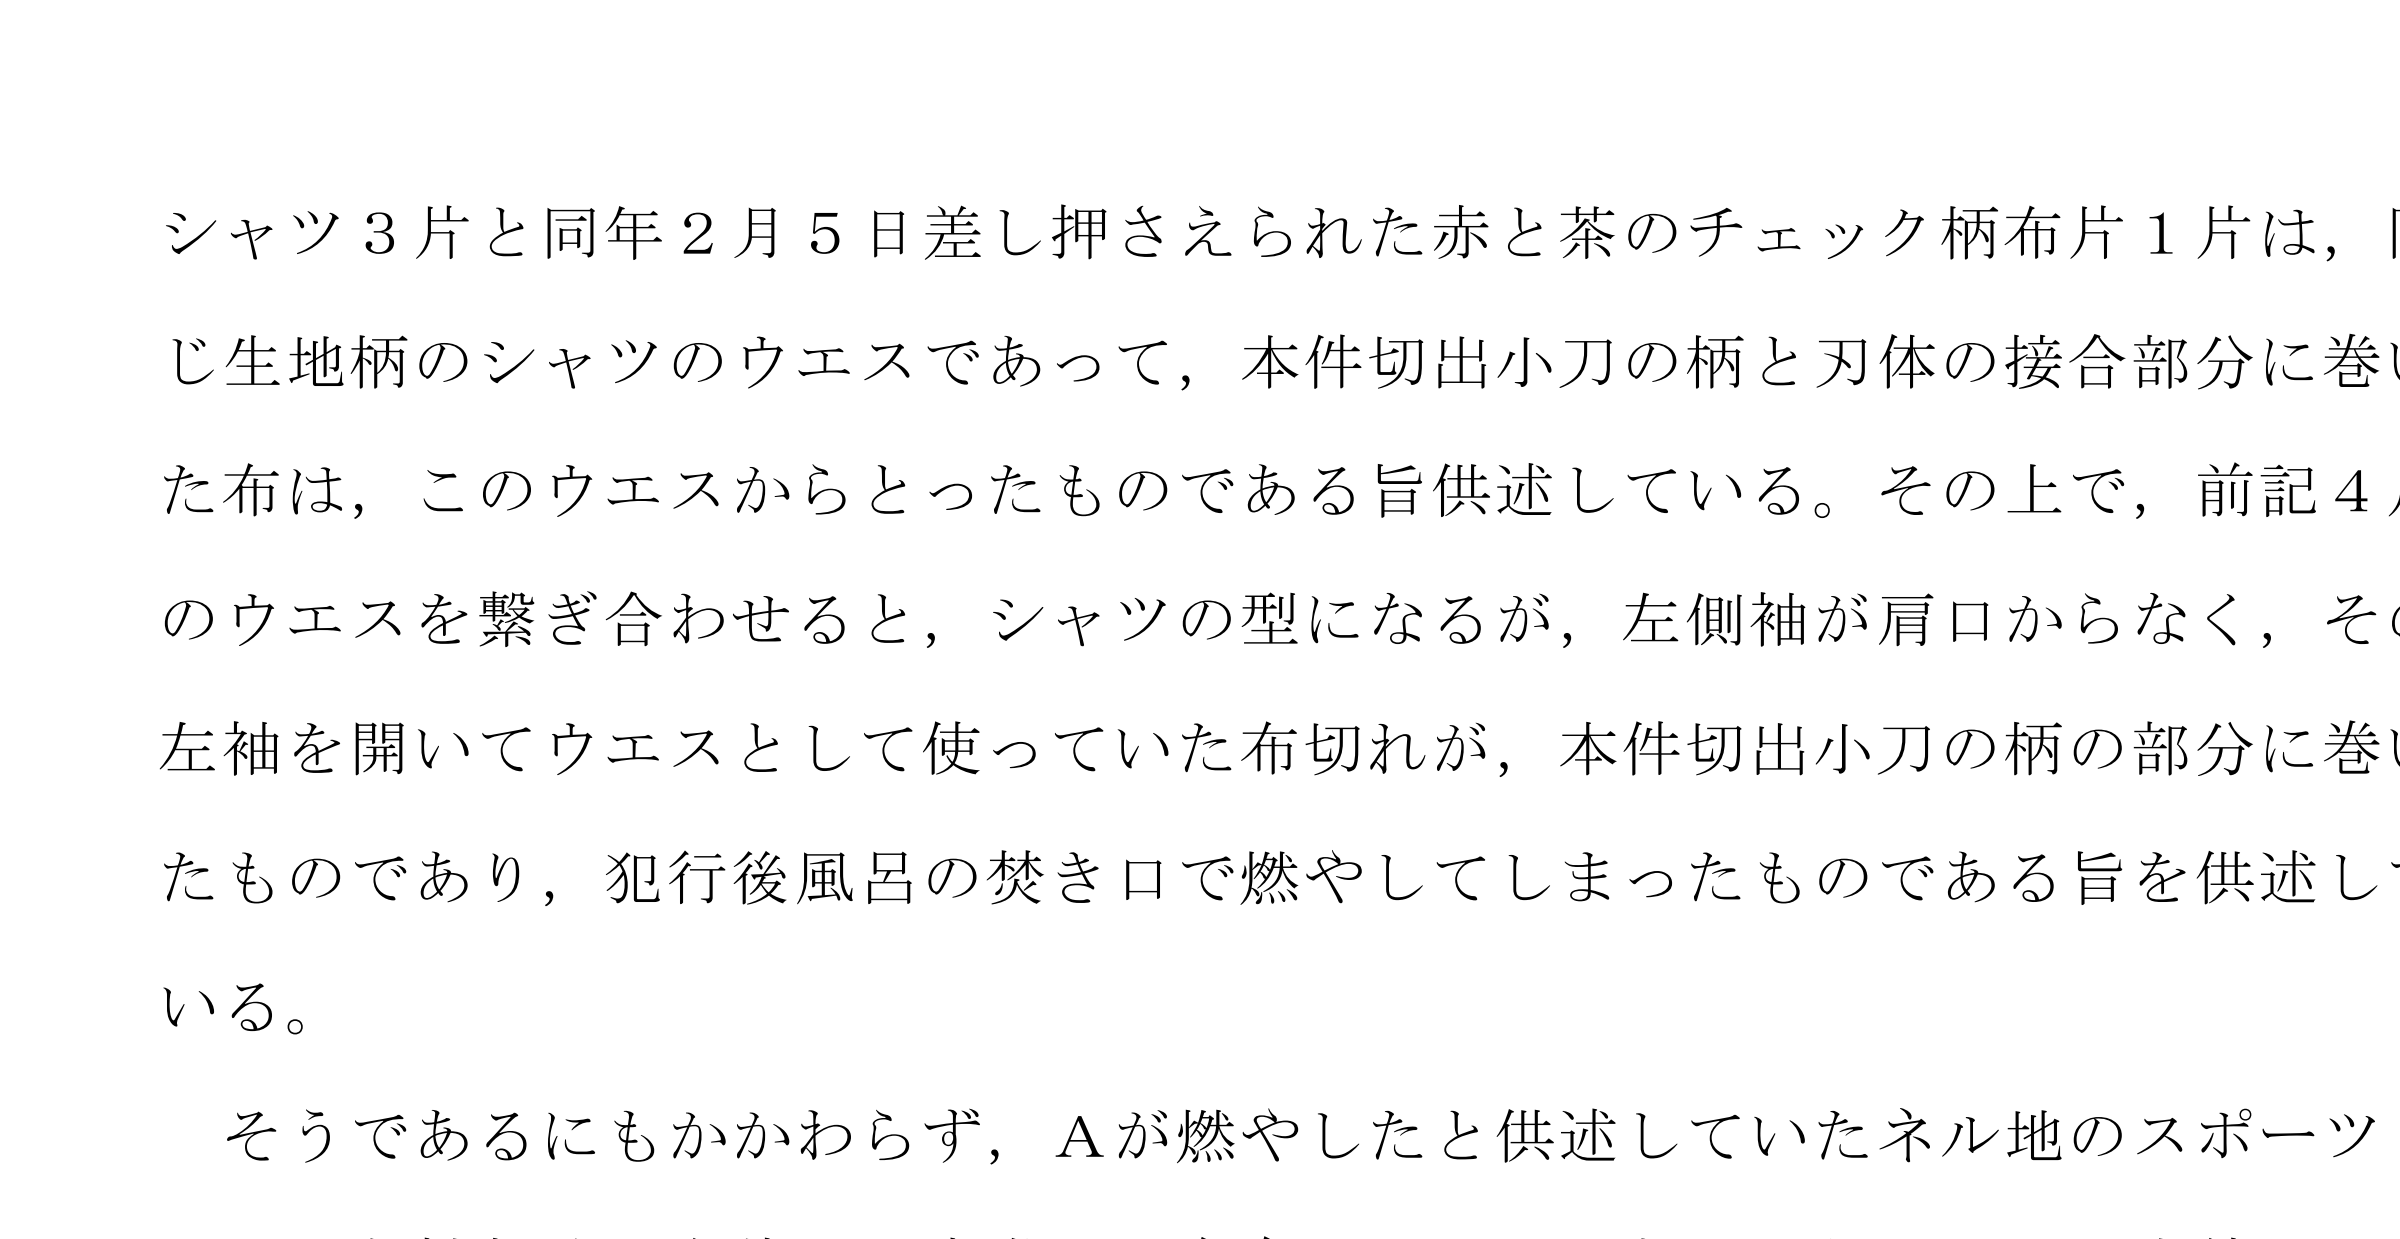 シャツ３片と同年２月５日差し押さえられた赤と茶のチェック柄布片１片は，
じ生地柄のシャツのウエスであって，本件切出小刀の柄と刃体の接合部分に巻い
た布は，このウエスからとったものである旨供述している。その上で，前記４
のウエスを繋ぎ合わせると，シャツの型になるが，左側袖が肩口からなく，その
左袖を開いてウエスとして使っていた布切れが，本件切出小刀の柄の部分に巻い
たものであり，犯行後風呂の焚き口で燃やしてしまったものである旨を供述して
いる。
そうであるにもかかわらず，Ａが燃やしたと供述していたネル地のスポーツ